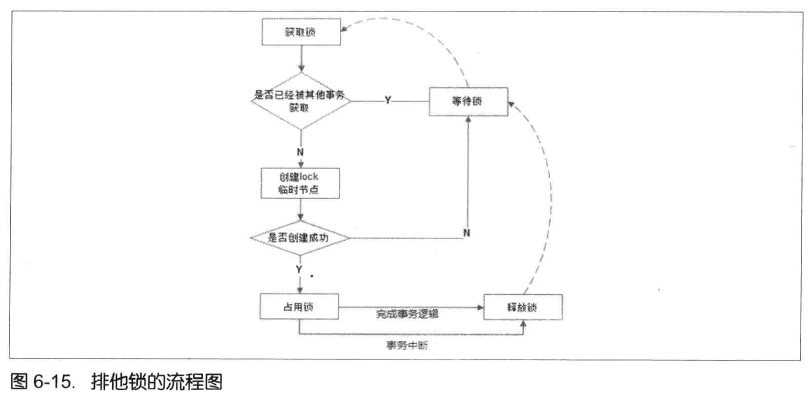 获取锁
是否已经被其他事务
获取
Y
等待锁
N
创建lock
临时节点
是否创建成功
N
Y
占用锁
完成事务逻辑
释放锁
事务中断
图 6-15. 排他锁的流程图